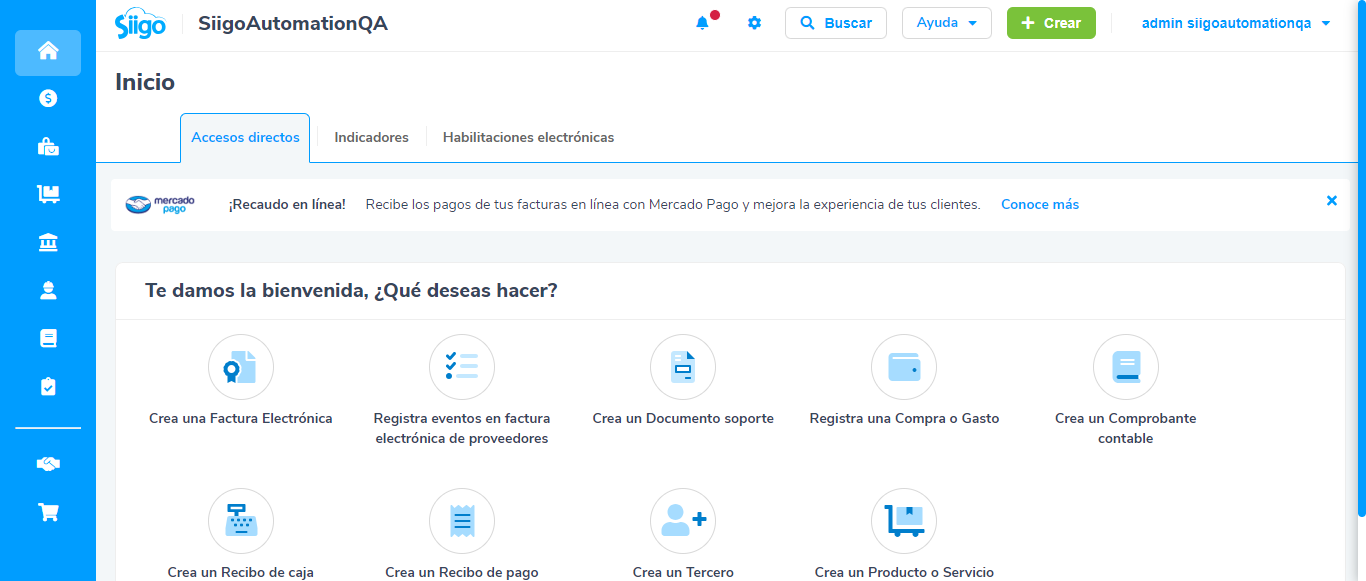 Siigo
SiigoAutomationQA
Buscar
Ayuda
Crear
admin siigoautomationqa
Inicio
Accesos directos
Indicadores
Habilitaciones electrónicas
mercado
pago
¡Recaudo en línea! Recibe los pagos de tus facturas en línea con Mercado Pago y mejora la experiencia de tus clientes. Conoce más
Te damos la bienvenida, ¿Qué deseas hacer?
Crea una Factura Electrónica
Registra eventos en factura
electrónica de proveedores
Crea un Documento soporte
Registra una Compra o Gasto
Crea un Comprobante
contable
Crea un Recibo de caja
Crea un Recibo de pago
Crea un Tercero
Crea un Producto o Servicio